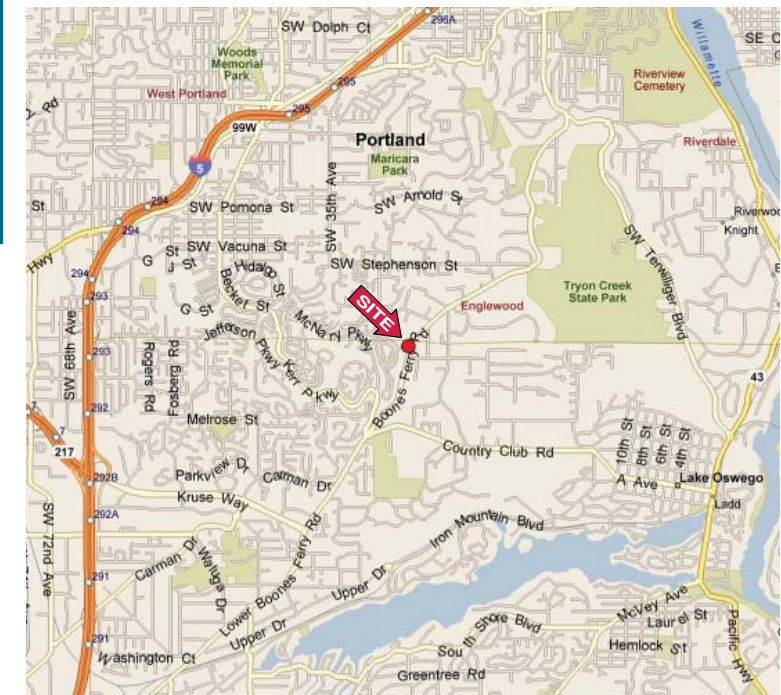 296A
SW Dolph Ct
SE C
Willamette
Woods
Memorial
Park
Riverview
Cemetery
295
West Portland
295
99W
Portland
Riverdale
Maricara
Park
5
SW 35th Ave
SW Arnold St
294
St
SW Pomona St
Riverwoo
294
Knight
SW Terwilliger Blvd
Hwy
G St
SW Vacuna St
J St
Hidalgo St
SW Stephenson St
294
Becket St
Tryon Creek
State Park
293
G St
SITE
Englewood
McNary Pkwy
SW 68th Ave
Jefferson Pkwy
Boones Ferry Rd
293
Rogers Rd
Fosberg Rd
Kerr Pkwy
43
292
7
Melrose St
7
217
Country Club Rd
10th St
8th St
6th St
4th St
Parkview Dr
Carman Dr
A Ave
Lake Oswego
292B
Kruse Way
Ladd
292A
SW 72nd Ave
Iron Mountain Blvd
Carman Dr
Waluga Dr
Lower Boones Ferry Rd
291
Upper Dr
McVey Ave
Laurel St
Upper Dr
South Shore Blvd
Pacific Hwy
291
Hemlock St
Washington Ct
Greentree Rd